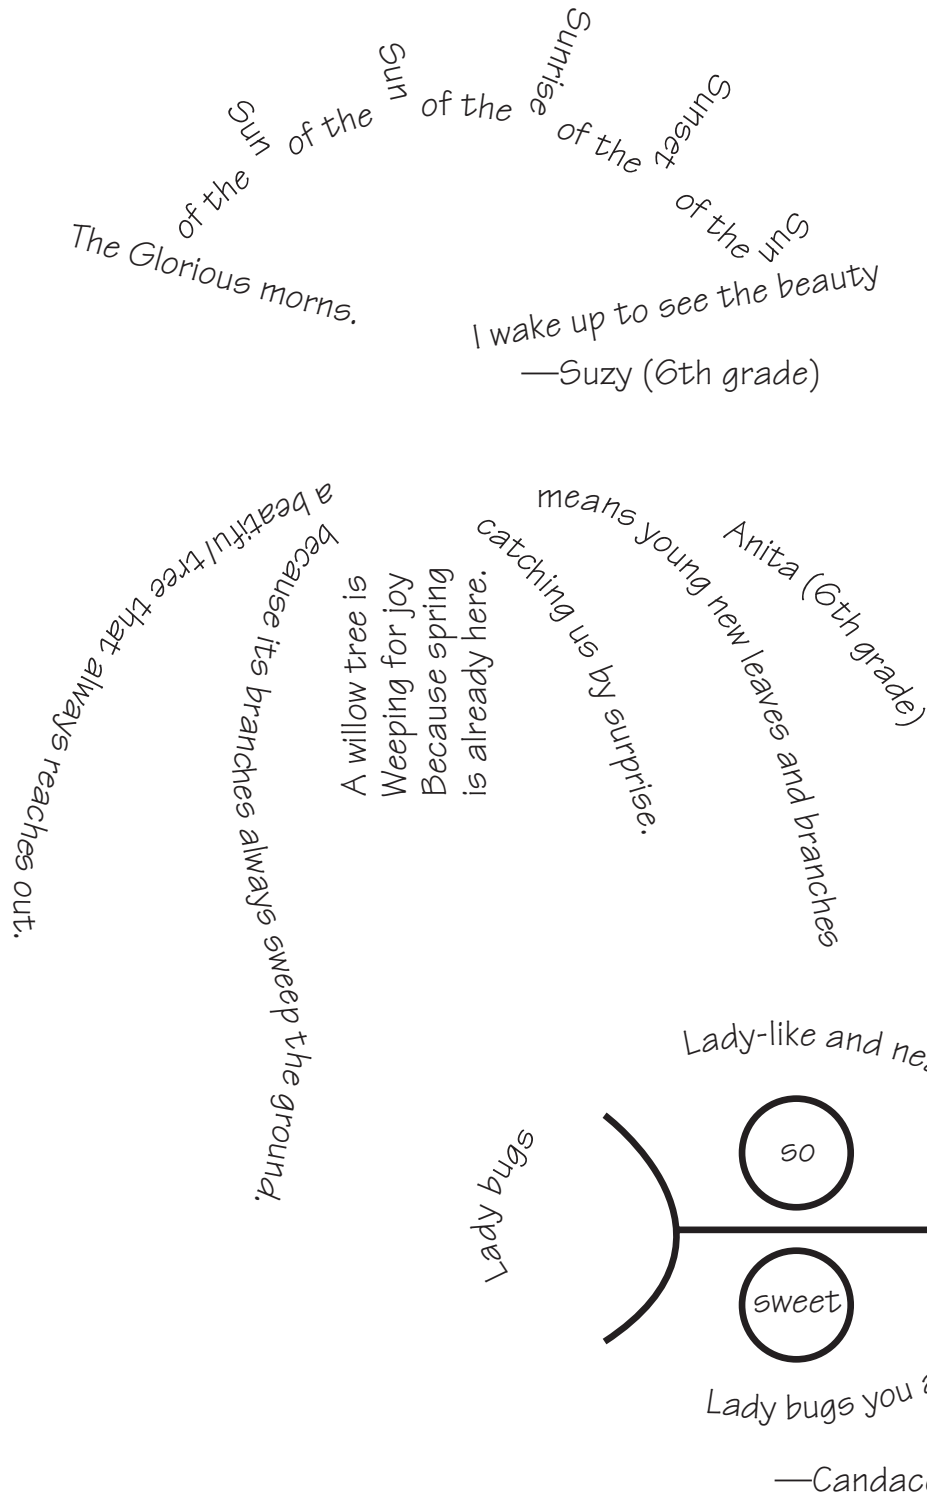 The Glorious morns.
of the
Sun
of the
Sun
of the
Sunrise
of the
Sunset
of the
Sun
I wake up to see the beauty
—Suzy (6th grade)
a beatiful tree that always reaches out.
because its branches always sweep the ground.
A willow tree is
Weeping for joy
Because spring
is already here.
catching us by surprise.
means young new leaves and branches
Anita (6th grade)
Lady bugs
Lady-like and
so
sweet
Lady bugs you
—Candace